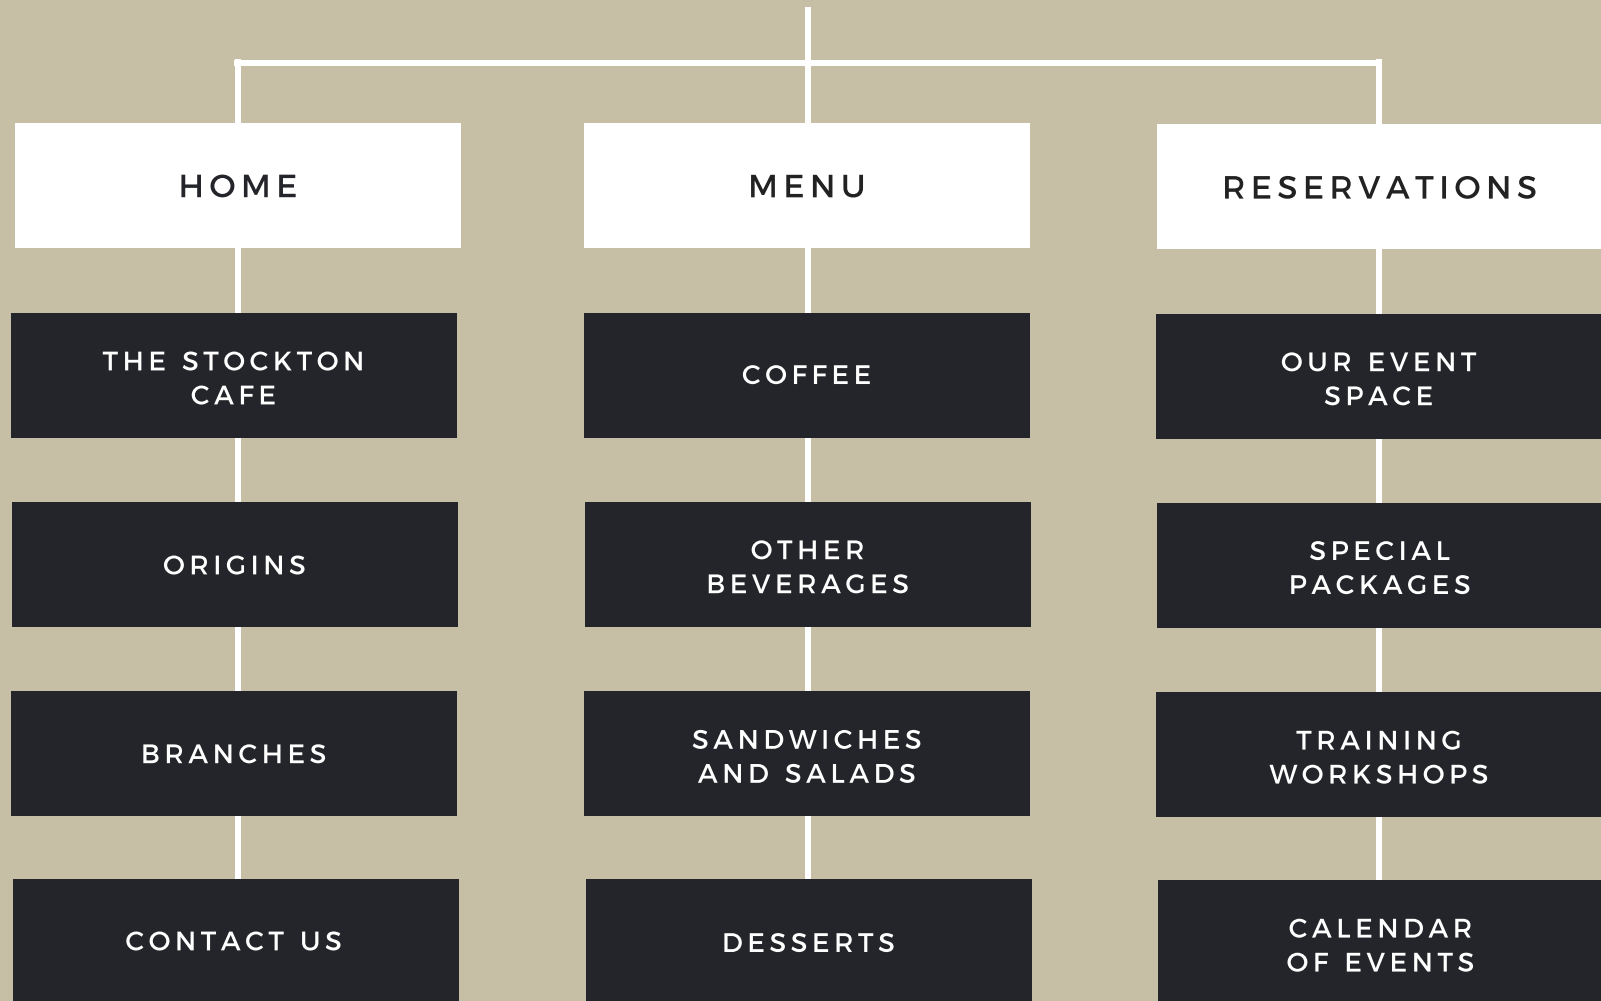 HOME
MENU
RESERVATIONS
THE STOCKTON
CAFE
COFFEE
OUR EVENT
SPACE
ORIGINS
OTHER
BEVERAGES
SPECIAL
PACKAGES
BRANCHES
SANDWICHES
AND SALADS
TRAINING
WORKSHOPS
CONTACT US
DESSERTS
CALENDAR
OF EVENTS